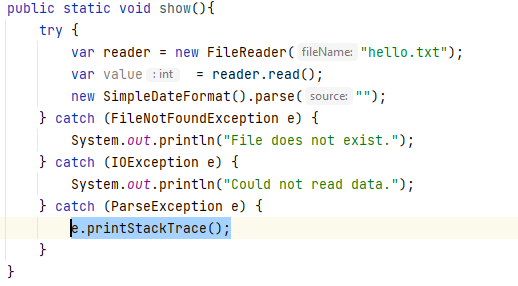 public static void show(){
    try {
        var reader = new FileReader( fileName: "hello.txt");
        var value : int  = reader.read();
        new SimpleDateFormat().parse( source: "");
    } catch (FileNotFoundException e) {
        System.out.println("File does not exist.");
    } catch (IOException e) {
        System.out.println("Could not read data.");
    } catch (ParseException e) {
        e.printStackTrace();
    }
}